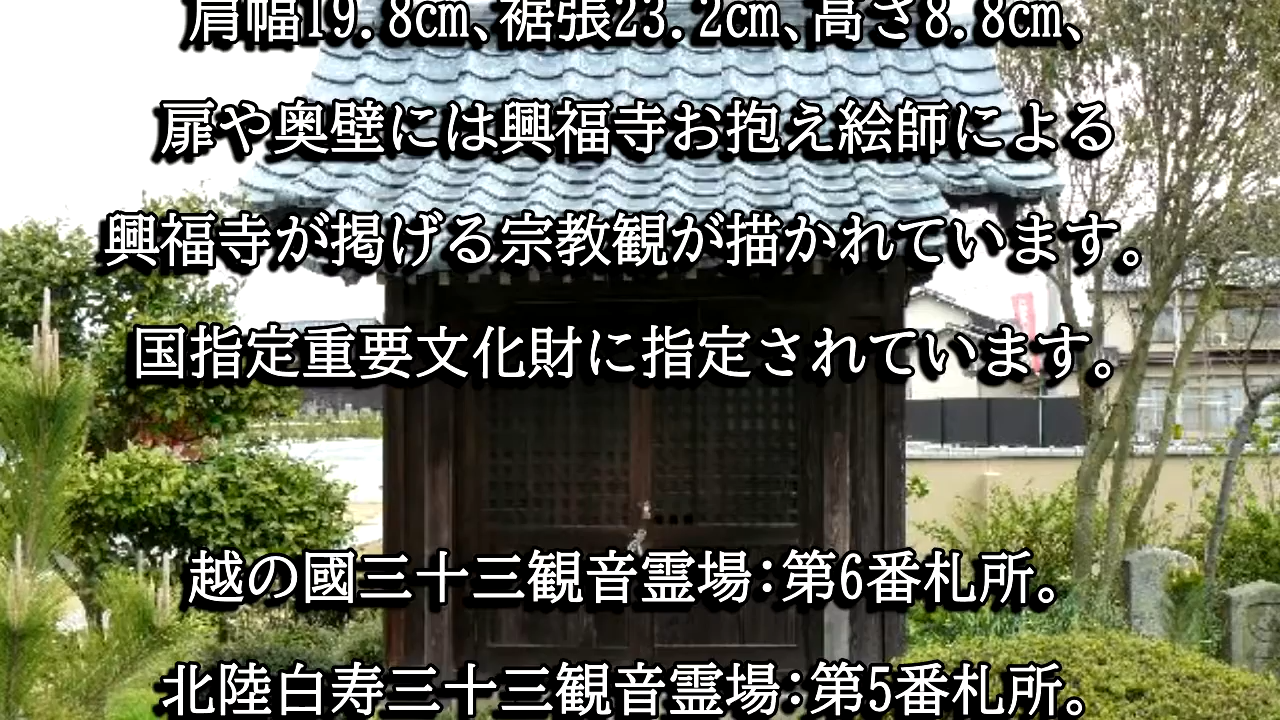 肩幅19.8cm､裾張23.2cm､高さ8.8cm､
扉や奥壁には興福寺お抱え絵師による
興福寺が掲げる宗教観が描かれています。
国指定重要文化財に指定されています。
越の國三十三観音霊場：第6番札所。
北陸白寿三十三観音霊場：第5番札所。